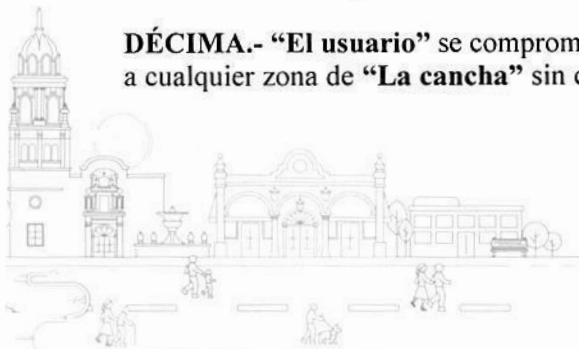 DÉCIMA.- “El usuario” se comprom
a cualquier zona de “La cancha” sin